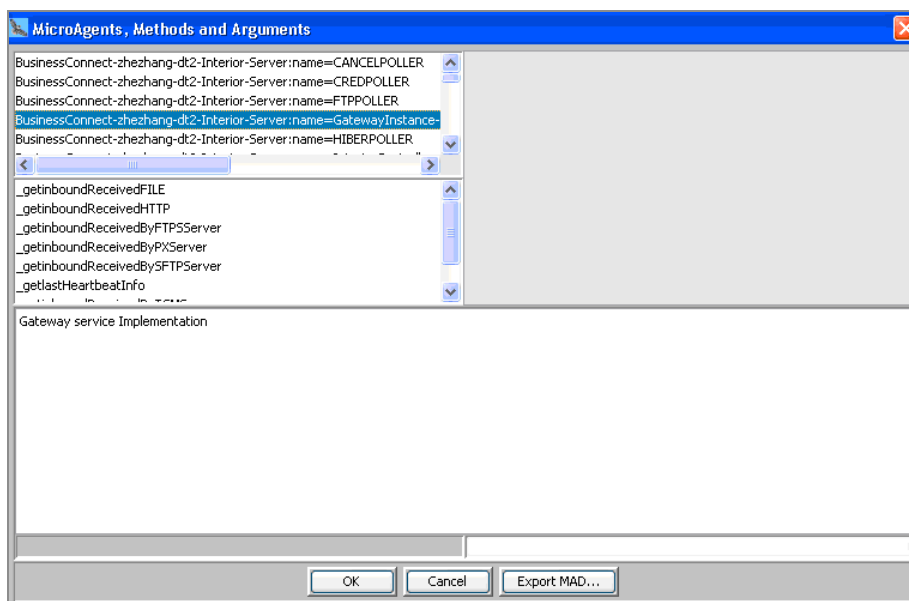 MicroAgents, Methods and Arguments
BusinessConnect-zhezhang-dt2-Interior-Server:name=CANCELPOLLER
BusinessConnect-zhezhang-dt2-Interior-Server:name=CREDPOLLER
BusinessConnect-zhezhang-dt2-Interior-Server:name=FTPPOLLER
BusinessConnect-zhezhang-dt2-Interior-Server:name=GatewayInstance-
BusinessConnect-zhezhang-dt2-Interior-Server:name=HIBERPOLLER
_getinboundReceivedFILE
_getinboundReceivedHTTP
_getinboundReceivedByFTPSServer
_getinboundReceivedByPXServer
_getinboundReceivedBySFTPServer
_getlastHeartbeatInfo
Gateway service Implementation
OK Cancel Export MAD...